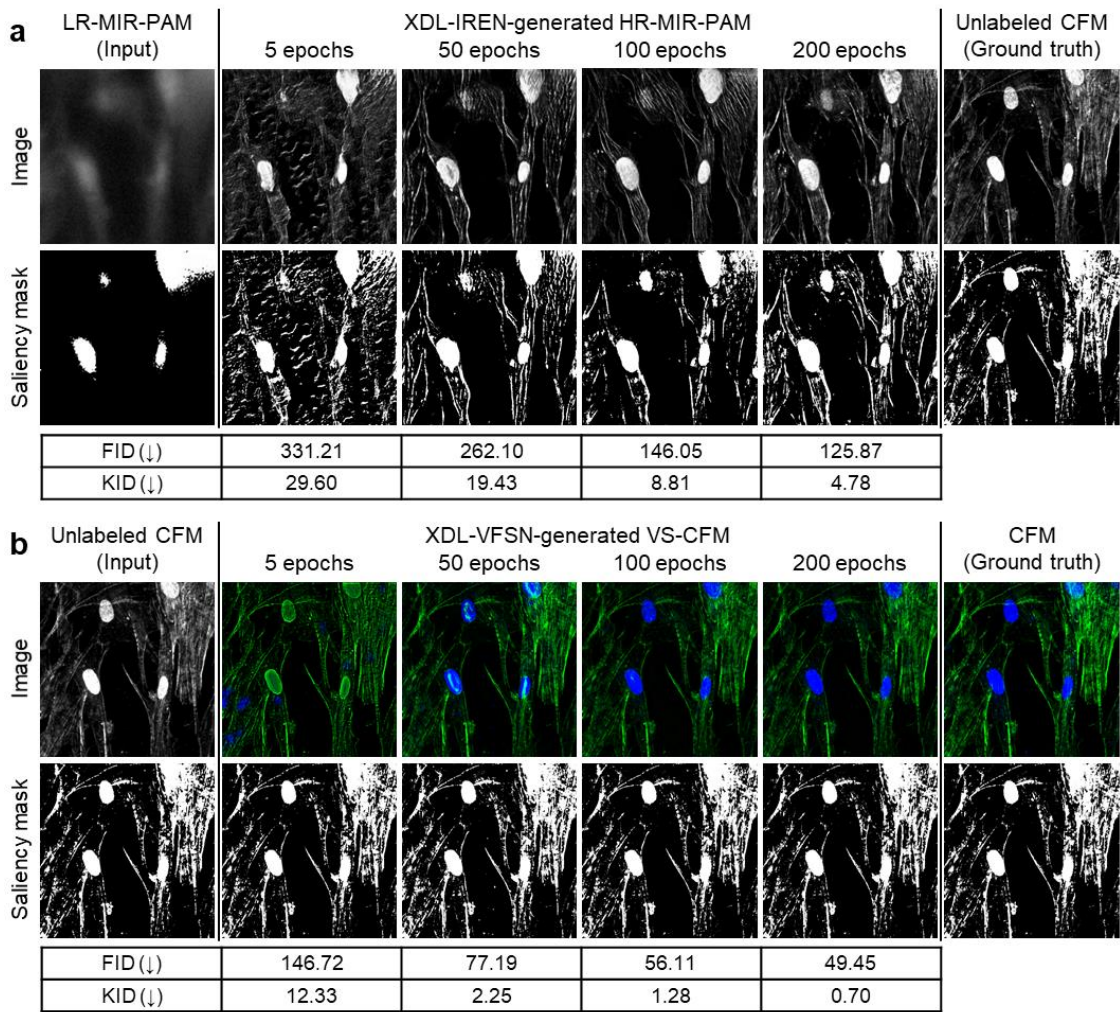 a
LR-MIR-PAM
(Input)
XDL-IREN-generated HR-MIR-PAM
5 epochs
50 epochs
100 epochs
200 epochs
Unlabeled CFM
(Ground truth)
Image
Saliency mask
FID (↓) 331.21 262.10 146.05 125.87
KID (↓) 29.60 19.43 8.81 4.78
b
Unlabeled CFM
(Input)
XDL-VFSN-generated VS-CFM
5 epochs
50 epochs
100 epochs
200 epochs
CFM
(Ground truth)
Image
Saliency mask
FID (↓) 146.72 77.19 56.11 49.45
KID (↓) 12.33 2.25 1.28 0.70